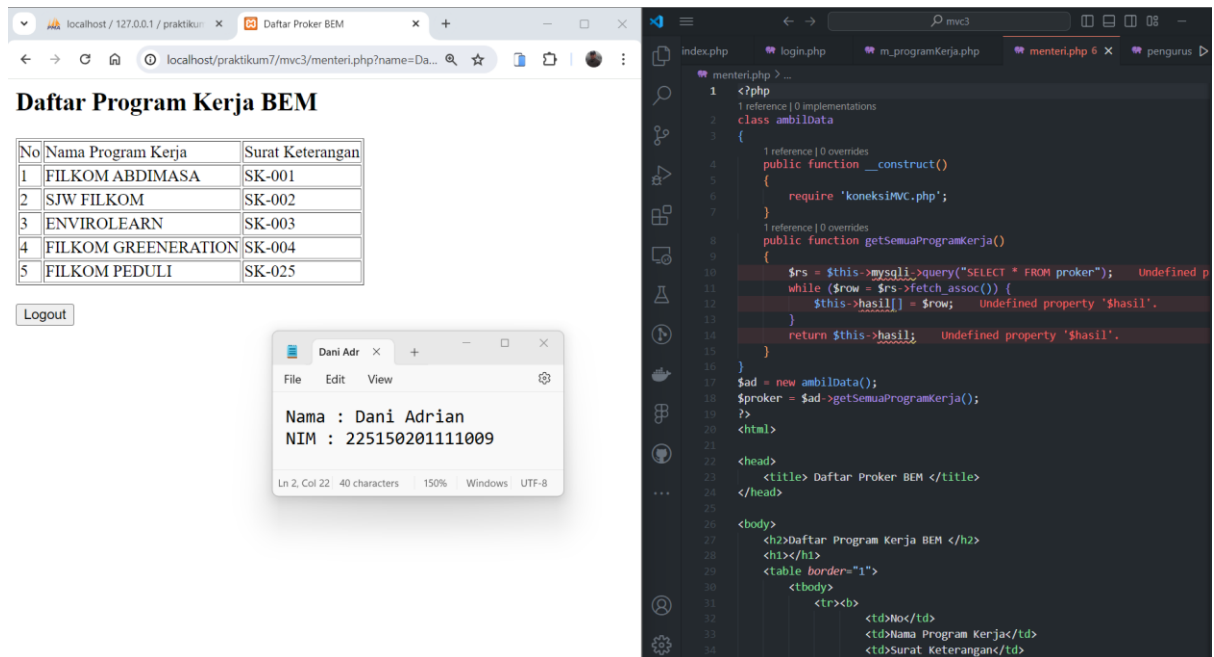 localhost / 127.0.0.1 / praktikum
Daftar Proker BEM
localhost/praktikum7/mvc3/menteri.php?name=Da...
Daftar Program Kerja BEM
No Nama Program Kerja Surat Keterangan
1 FILKOM ABDIMASA SK-001
2 SJW FILKOM SK-002
3 ENVIROLEARN SK-003
4 FILKOM GREENERATION SK-004
5 FILKOM PEDULI SK-025
Logout
Dani Adr
File Edit View
Nama : Dani Adrian
NIM : 225150201111009
Ln 2, Col 22 40 characters 150% Windows UTF-8
mvc3
index.php login.php m_programKerja.php menteri.php 6 pengurus
menteri.php > ...
1 <?php
1 reference | 0 implementations
2 class ambilData
3 {
1 reference | 0 overrides
4 public function __construct()
5 {
6 require 'koneksiMVC.php';
7 }
1 reference | 0 overrides
8 public function getSemuaProgramKerja()
9 {
10 $rs = $this->mysqli->query("SELECT * FROM proker"); Undefined p
11 while ($row = $rs->fetch_assoc()) {
12 $this->hasil[] = $row; Undefined property '$hasil'.
13 }
14 return $this->hasil; Undefined property '$hasil'.
15 }
16 }
17 $ad = new ambilData();
18 $proker = $ad->getSemuaProgramKerja();
19 ?>
20 <html>
21
22 <head>
23 <title> Daftar Proker BEM </title>
24 </head>
25
26 <body>
27 <h2>Daftar Program Kerja BEM </h2>
28 <h1></h1>
29 <table border="1">
30 <tbody>
31 <tr><b>
32 <td>No</td>
33 <td>Nama Program Kerja</td>
34 <td>Surat Keterangan</td>